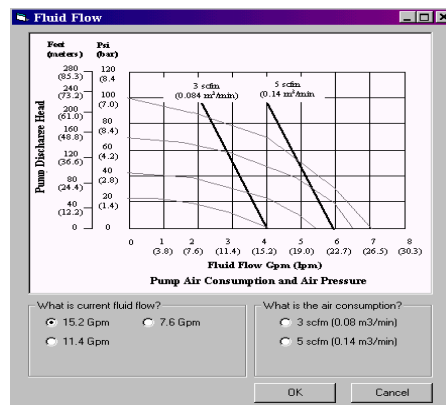 Fluid Flow
Feet Psi
(meters) (bar)
280 120
(85.3) (8.4
240 100
(73.2) (7.0)
200
(61.0) 80
160 (8.4)
(48.8) 60
120 (4.2)
(36.6) 40
80 (2.8)
(24.4) 20
40 (1.4)
(12.2)
0 0
Pump Discharge Head
3 scfm 5 scfm
(0.084 m²/min) (0.14 m²/min
0 1 2 3 4 5 6 7 8
(3.8) (7.6) (11.4) (15.2) (19.0) (22.7) (26.5) (30.3)
Fluid Flow Gpm (lpm)
Pump Air Consumption and Air Pressure
What is current fluid flow? What is the air consumption?
15.2 Gpm 7.6 Gpm 3 scfm (0.08 m3/min)
11.4 Gpm 5 scfm (0.14 m3/min)
OK Cancel